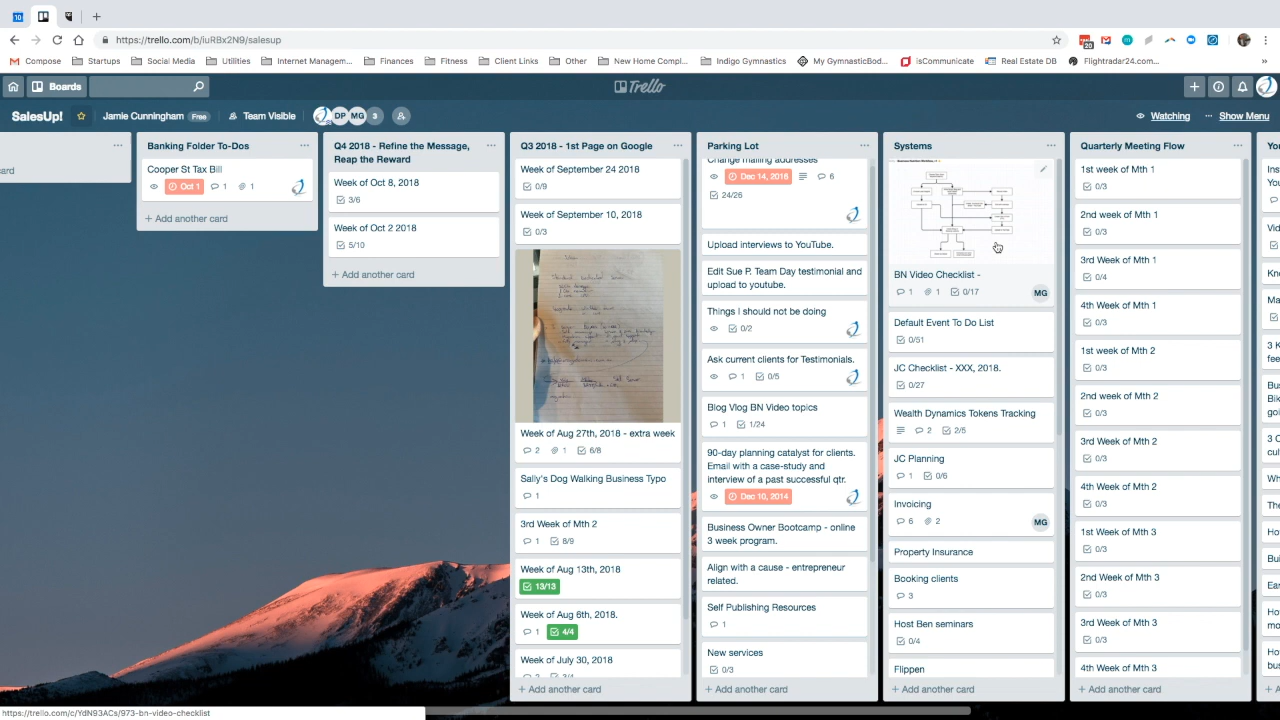 https://trello.com/b/iuRBx2N9/salesup
20
Compose
Startups
Social Media
Utilities
Internet Managem...
Finances
Fitness
Client Links
Other
New Home Compl...
Indigo Gymnastics
My GymnasticBod...
isCommunicate
Real Estate DB
Flightradar24.com...
»
Boards
Trello
SalesUp!
Jamie Cunningham
Free
Team Visible
DP
MG
3
Watching
Show Menu
card
Banking Folder To-Dos
Cooper St Tax Bill
Oct 1
1
1
+ Add another card
Q4 2018 - Refine the Message,
Reap the Reward
Week of Oct 8, 2018
3/6
Week of Oct 2 2018
5/10
+ Add another card
Q3 2018 - 1st Page on Google
Week of September 24 2018
0/9
Week of September 10, 2018
0/3
Week of Aug 27th, 2018 - extra week
2
1
6/8
Sally's Dog Walking Business Typo
1
3rd Week of Mth 2
1
8/9
Week of Aug 13th, 2018
13/13
Week of Aug 6th, 2018.
1
4/4
Week of July 30, 2018
2
3/4
+ Add another card
Parking Lot
Change mailing addresses
Dec 14, 2016
6
24/26
Upload interviews to YouTube.
Edit Sue P. Team Day testimonial and
upload to youtube.
Things I should not be doing
0/2
Ask current clients for Testimonials.
1
0/5
Blog Vlog BN Video topics
1
1/24
90-day planning catalyst for clients.
Email with a case-study and
interview of a past successful qtr.
Dec 10, 2014
Business Owner Bootcamp - online
3 week program.
Align with a cause - entrepreneur
related.
Self Publishing Resources
1
New services
0/3
+ Add another card
Systems
BN Video Checklist -
1
1
0/17
MG
Default Event To Do List
0/51
JC Checklist - XXX, 2018.
0/27
Wealth Dynamics Tokens Tracking
2
2/5
JC Planning
1
0/6
Invoicing
6
2
MG
Property Insurance
Booking clients
3
Host Ben seminars
0/4
Flippen
+ Add another card
Quarterly Meeting Flow
1st week of Mth 1
0/3
2nd week of Mth 1
0/3
3rd Week of Mth 1
0/4
4th Week of Mth 1
0/3
1st week of Mth 2
0/3
2nd week of Mth 2
0/3
3rd Week of Mth 2
0/3
4th Week of Mth 2
0/3
1st Week of Mth 3
0/3
2nd Week of Mth 3
0/3
3rd Week of Mth 3
0/3
4th Week of Mth 3
+ Add another card
https://trello.com/c/YdN93ACs/973-bn-video-checklist